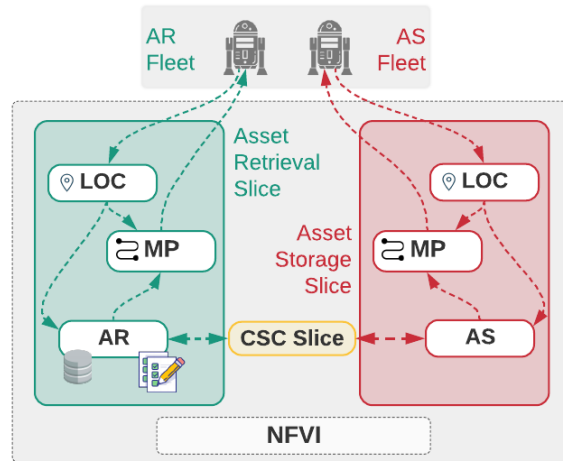 AR
Fleet
AS
Fleet
Asset
Retrieval
Slice
LOC
MP
AR
LOC
MP
Asset
Storage
Slice
AS
CSC Slice
NFVI